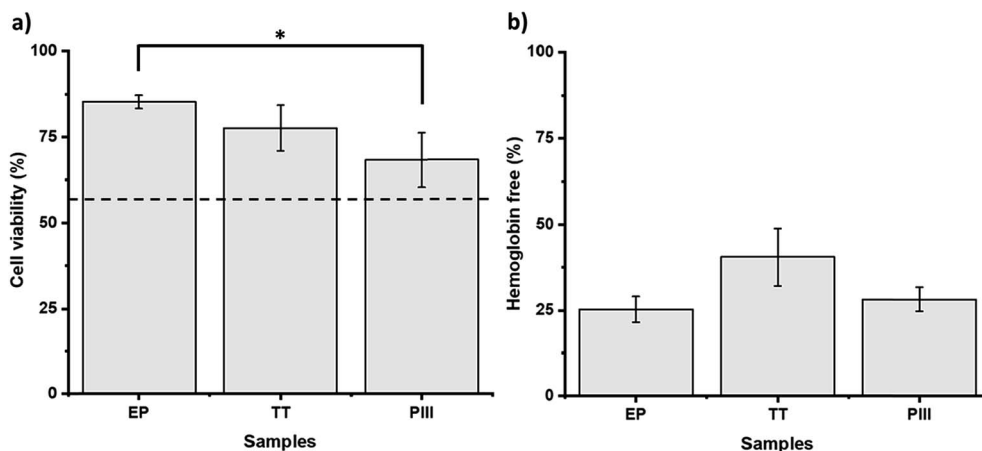 a)
*
100
75
50
25
0
Cell viability (%)
EP TT PIII
Samples
b)
100
75
50
25
0
Hemoglobin free (%)
EP TT PIII
Samples